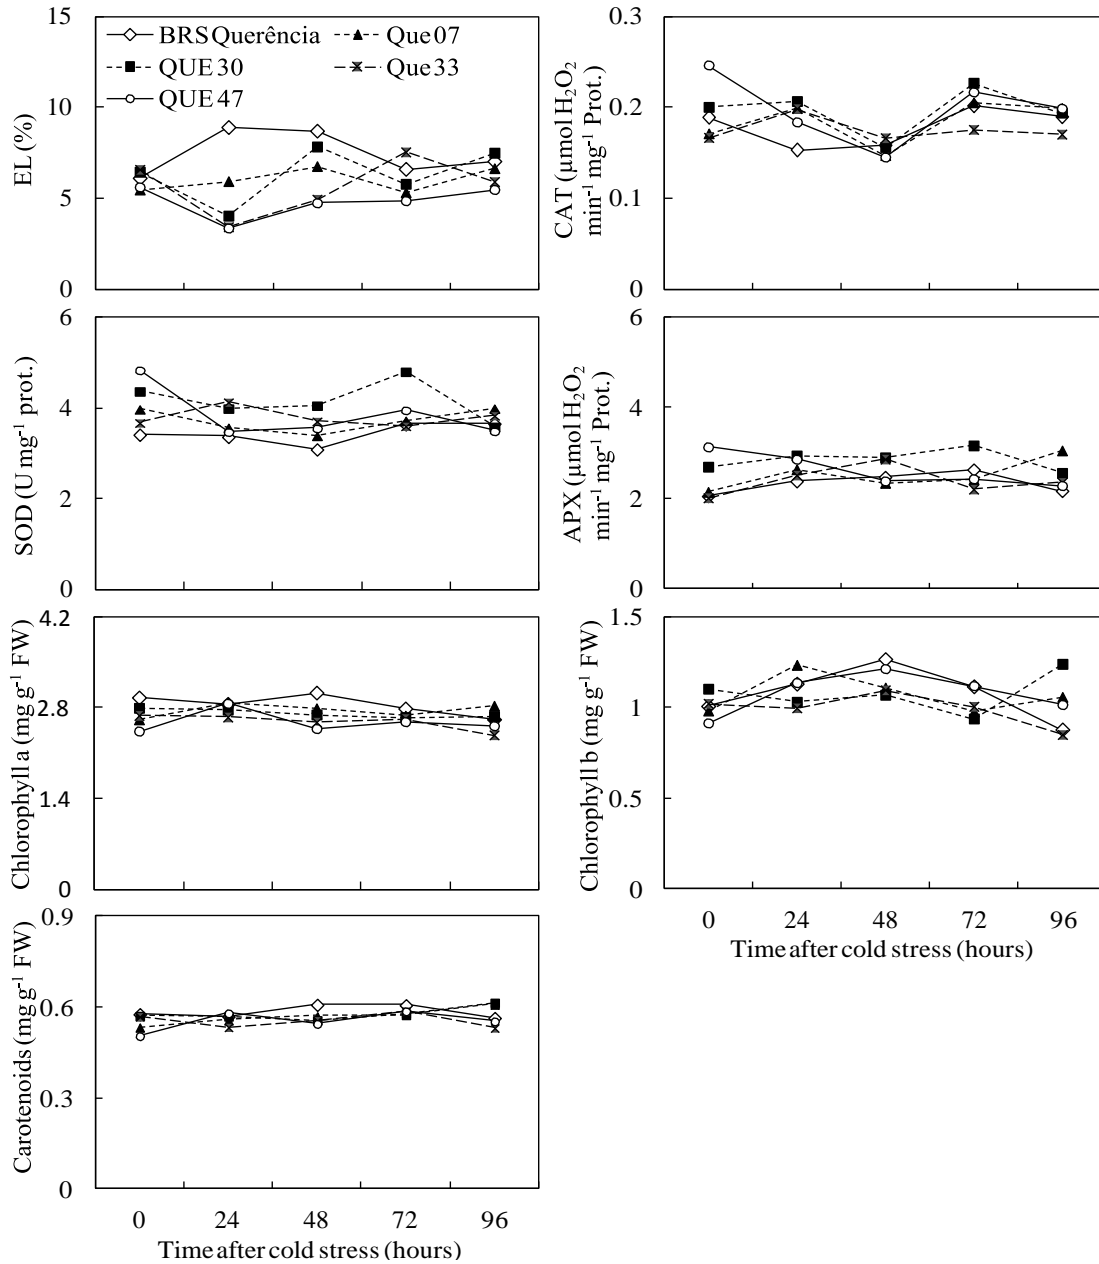 15
10
5
0
EL (%)
BRS Querência
Que 07
QUE 30
Que 33
QUE 47
0.3
0.2
0.1
0
CAT (µmol H₂O₂
min⁻¹ mg⁻¹ Prot.)
6
4
2
0
SOD (U mg⁻¹ prot.)
6
4
2
0
APX (µmol H₂O₂
min⁻¹ mg⁻¹ Prot.)
4.2
2.8
1.4
0
Chlorophyll a (mg g⁻¹ FW)
1.5
1
0.5
0
Chlorophyll b (mg g⁻¹ FW)
0 24 48 72 96
Time after cold stress (hours)
0.9
0.6
0.3
0
Carotenoids (mg g⁻¹ FW)
0 24 48 72 96
Time after cold stress (hours)